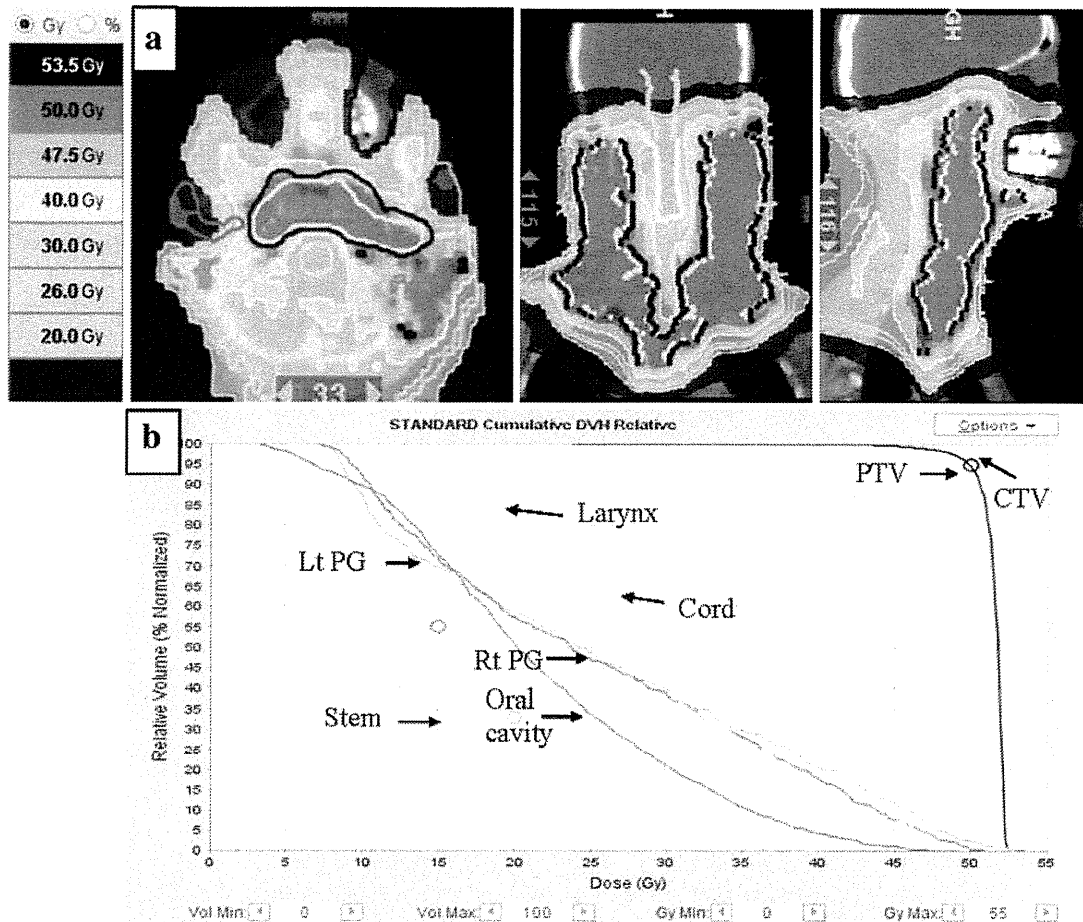 Gy %
53.5 Gy
50.0 Gy
47.5 Gy
40.0 Gy
30.0 Gy
26.0 Gy
20.0 Gy
a
33
H
115
GH
116
b
STANDARD Cumulative DVH Relative
Options
Relative Volume (% Normalized)
100
95
90
85
80
75
70
65
60
55
50
45
40
35
30
25
20
15
10
5
0
PTV
CTV
Larynx
Lt PG
Cord
Rt PG
Stem
Oral
cavity
0 5 10 15 20 25 30 35 40 45 50 55
Dose (Gy)
Vol Min: 0 Vol Max: 100 Gy Min: 0 Gy Max: 55